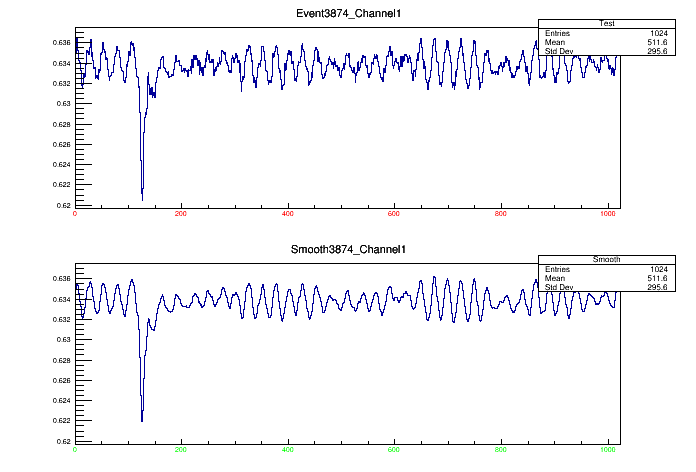 Event3874_Channel1
Test
Entries 1024
Mean 511.6
Std Dev 295.6
0.636
0.634
0.632
0.63
0.628
0.626
0.624
0.622
0.62
0 200 400 600 800 1000
Smooth3874_Channel1
Smooth
Entries 1024
Mean 511.6
Std Dev 295.6
0.636
0.634
0.632
0.63
0.628
0.626
0.624
0.622
0.62
0 200 400 600 800 1000